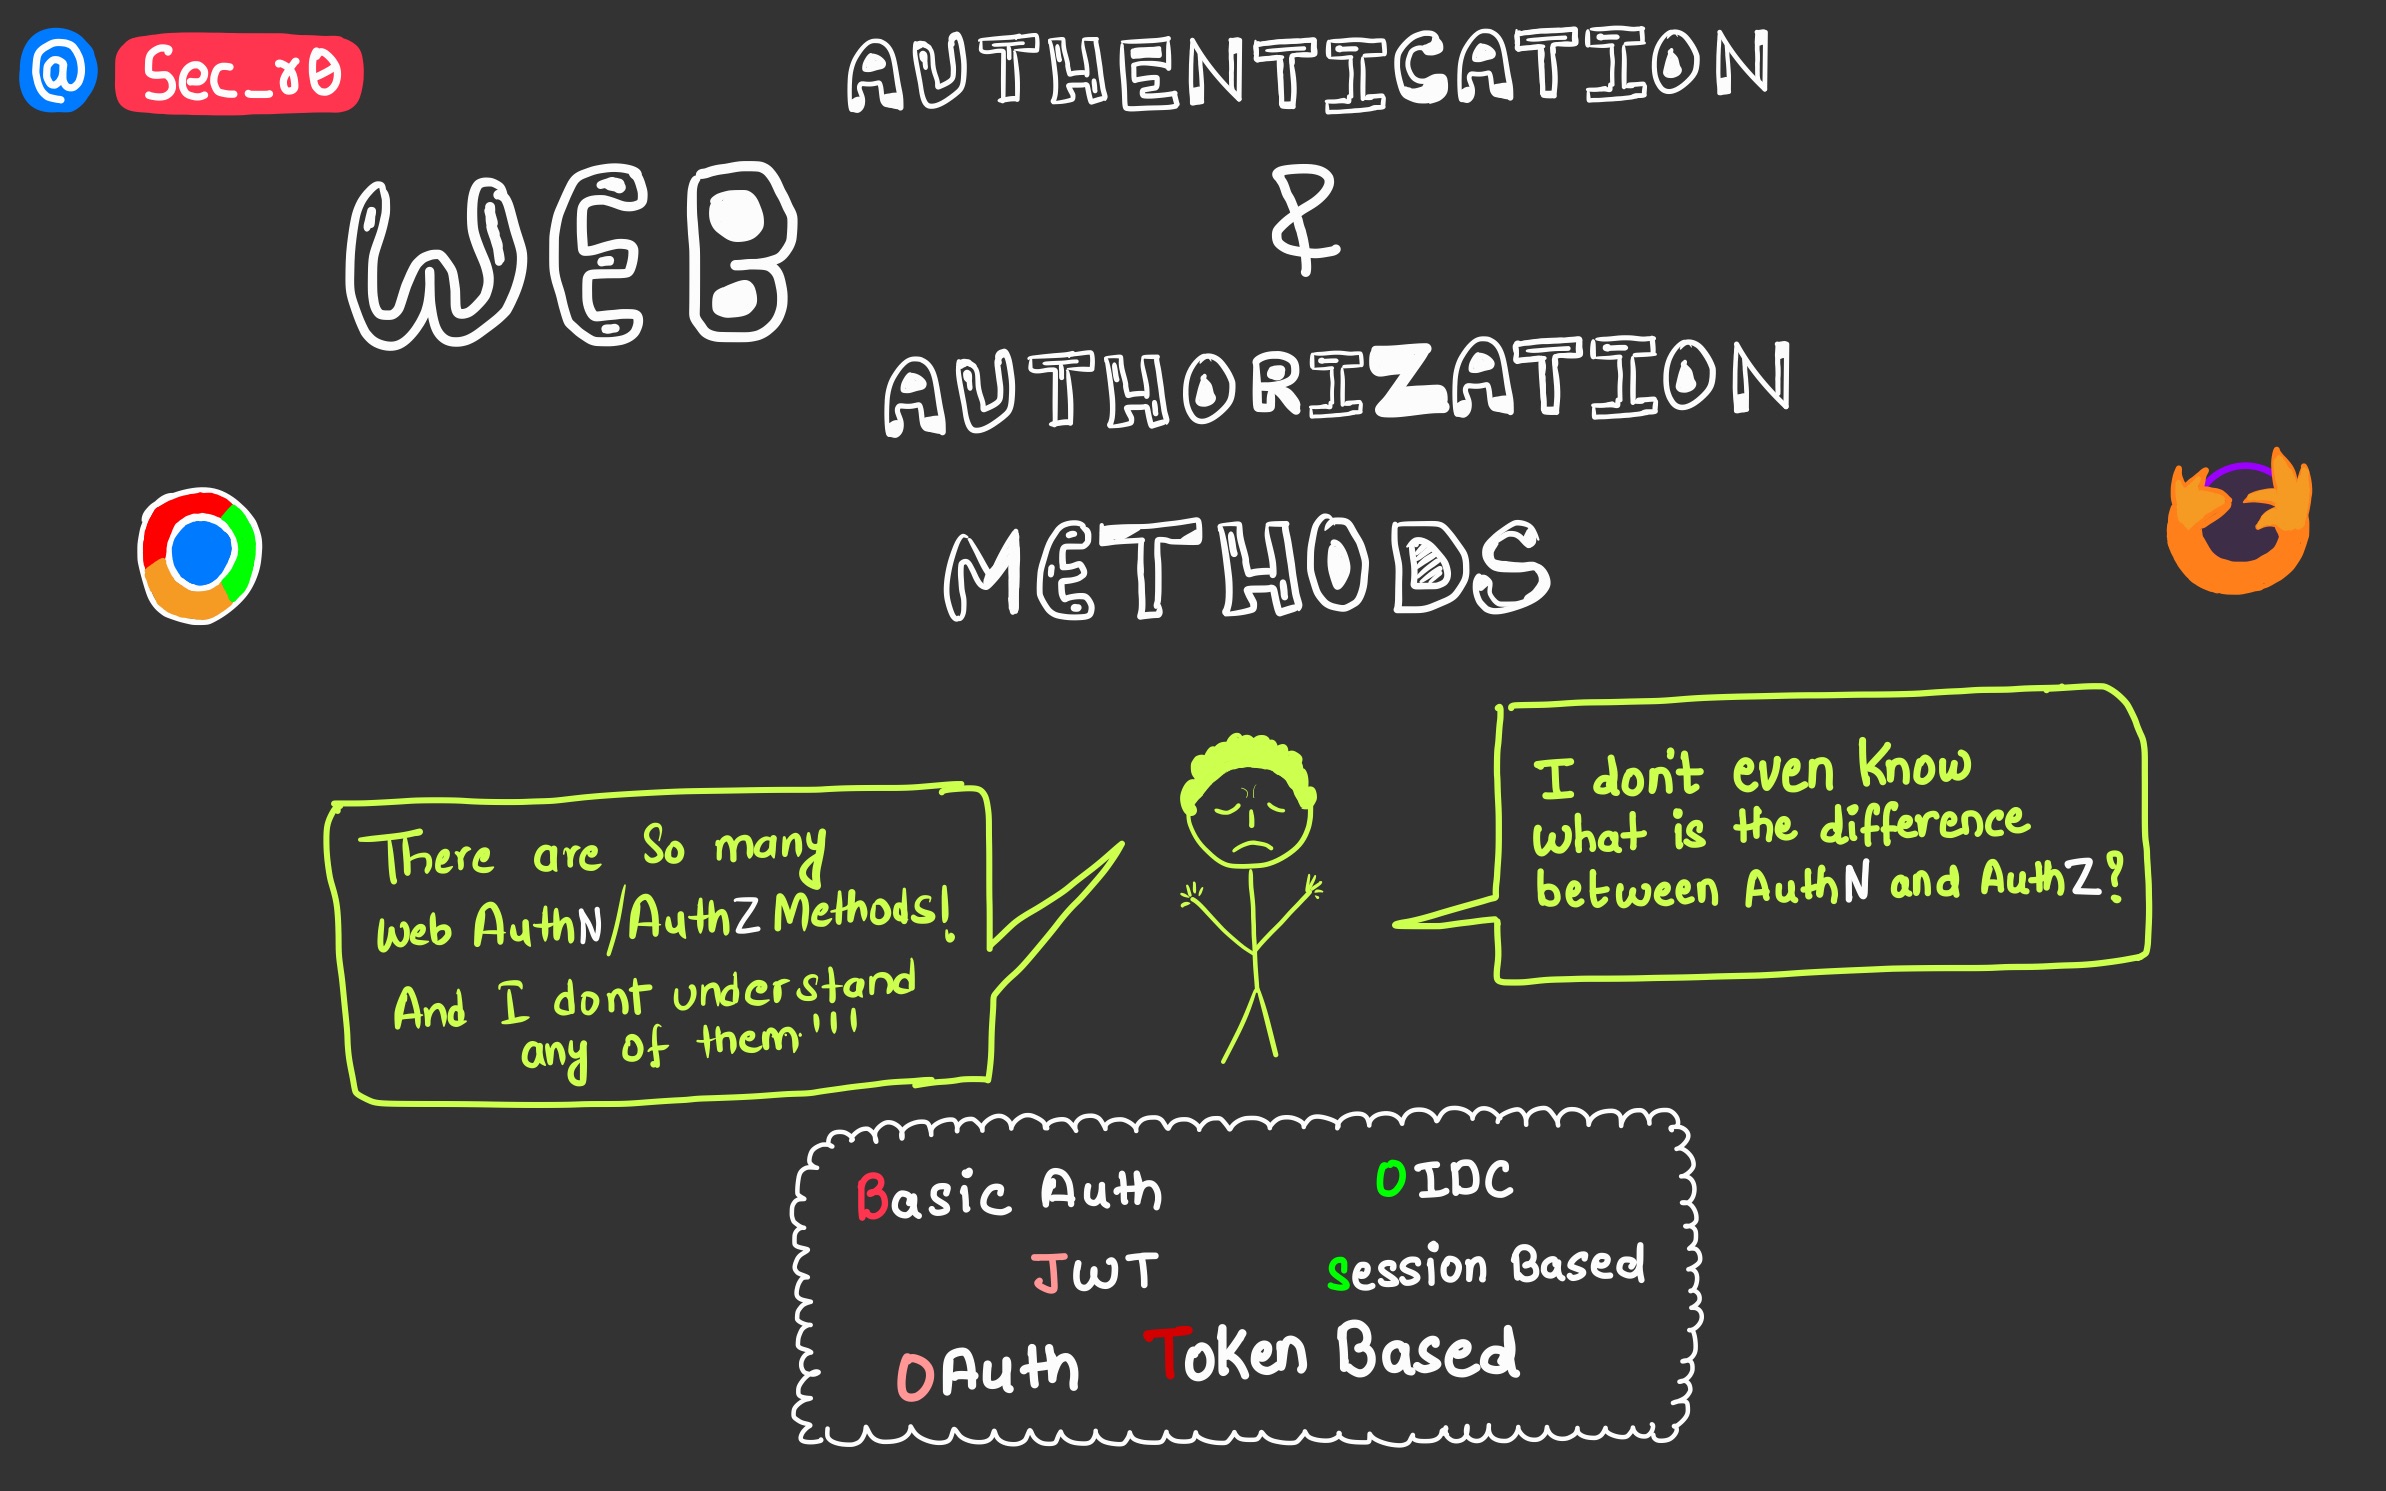 @ Sec_r0
AUTHENTICATION
WEB
&
AUTHORIZATION
METHODS
There are so many
web AuthN/AuthZ Methods!
And I dont understand
any of them!!!
I don't even know
what is the difference
between AuthN and AuthZ?
Basic Auth
OIDC
JWT
Session Based
OAuth
Token Based